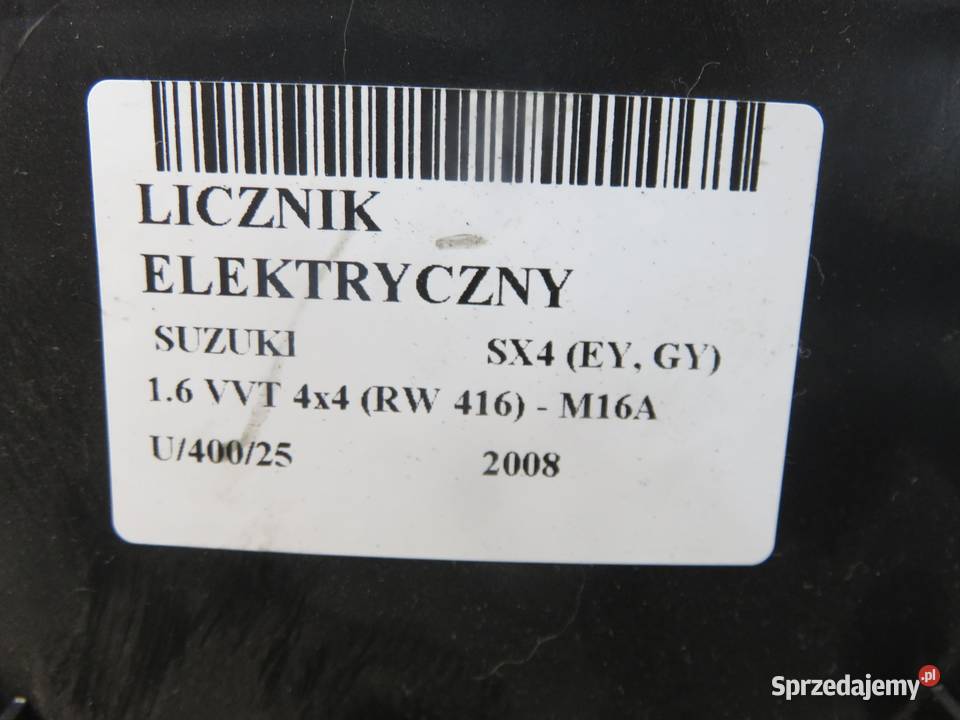 LICZNIK
ELEKTRYCZNY
SUZUKI SX4 (EY, GY)
1.6 VVT 4x4 (RW 416) - M16A
U/400/25 2008
Sprzedajemy.pl